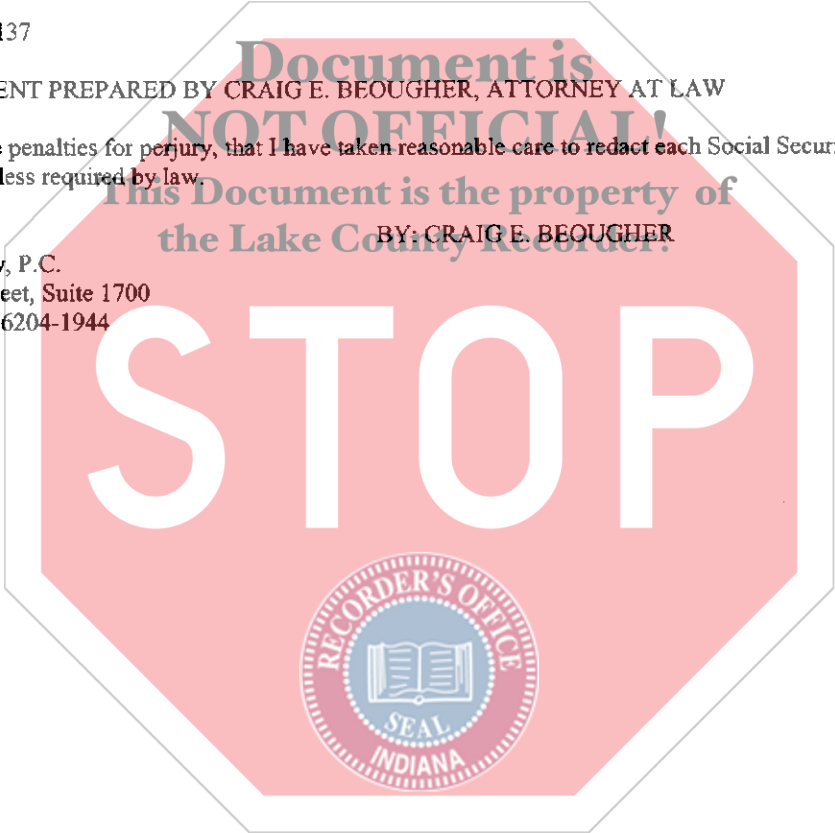 137
Document is
ENT PREPARED BY CRAIG E. BEOUGHER, ATTORNEY AT LAW
NOT OFFICIAL!
e penalties for perjury, that I have taken reasonable care to redact each Social Secur
less required by law.
This Document is the property of
the Lake County Recorder!
BY: CRAIG E. BEOUGHER
, P.C.
eet, Suite 1700
6204-1944
STOP
RECORDER'S OFFICE
SEAL
INDIANA